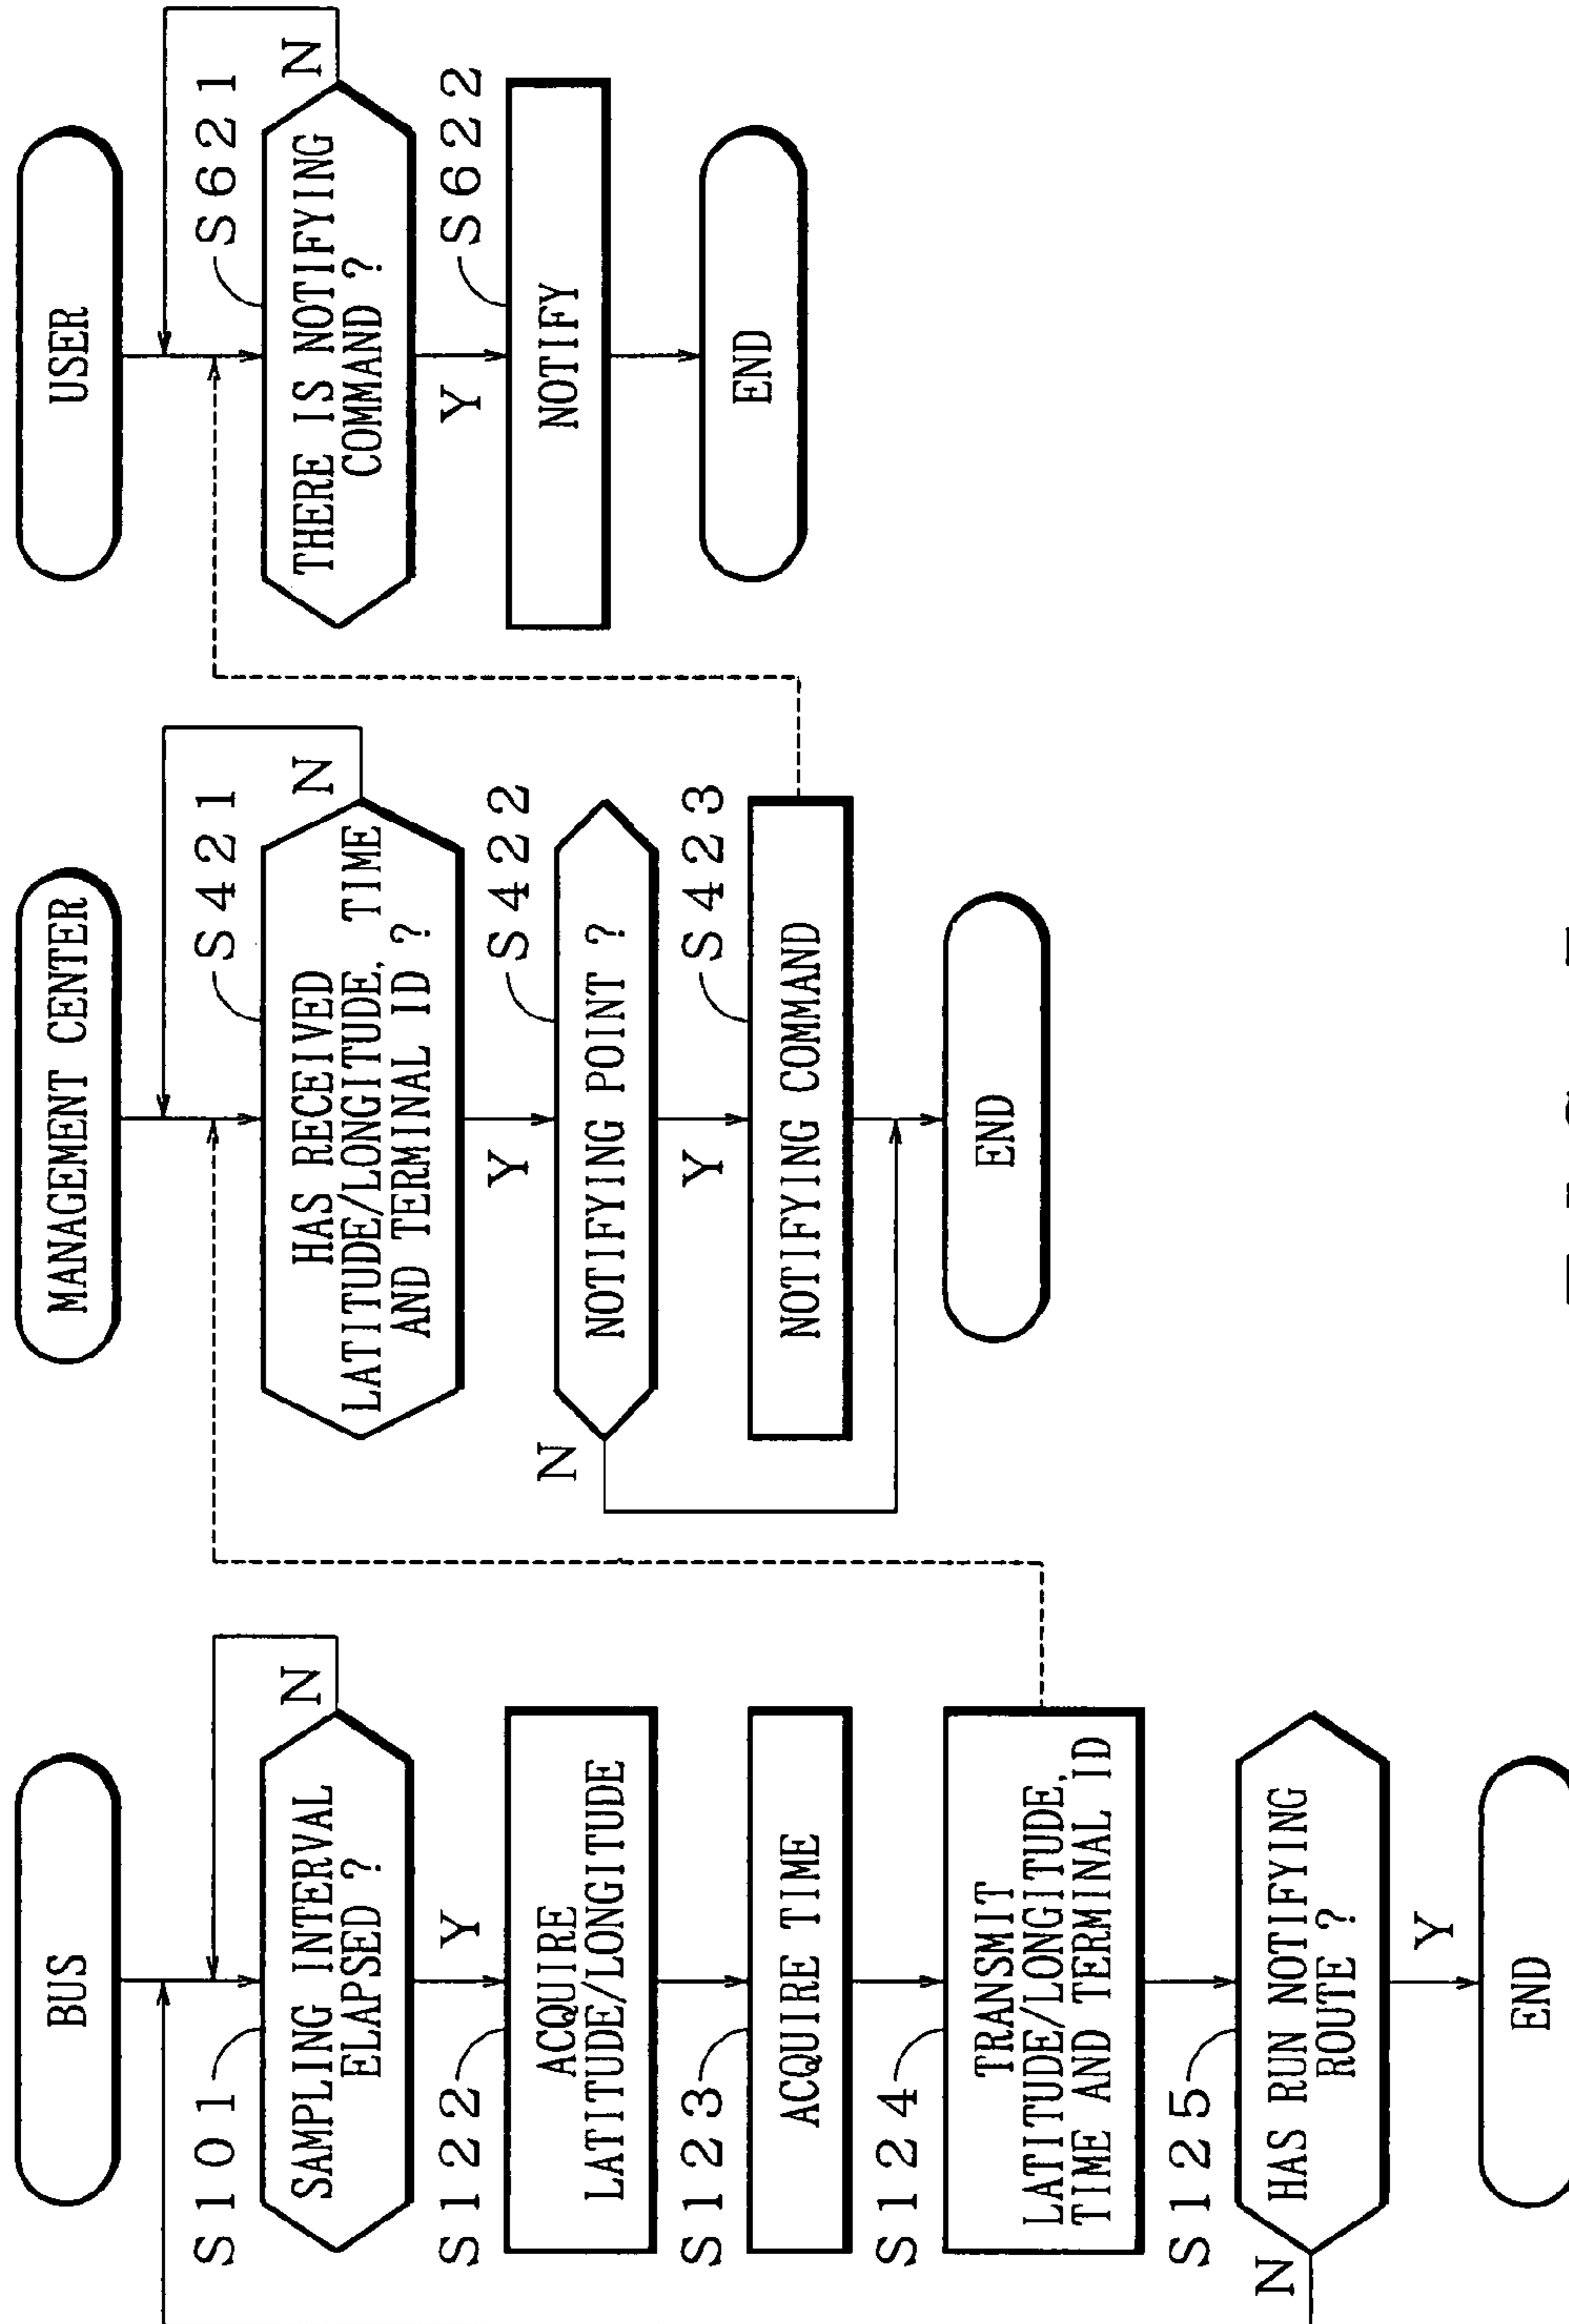 BUS
S101
SAMPLING INTERVAL
ELAPSED ?
N
Y
S122
ACQUIRE
LATITUDE/LONGITUDE
S123
ACQUIRE TIME
S124
TRANSMIT
LATITUDE/LONGITUDE,
TIME AND TERMINAL ID
S125
HAS RUN NOTIFYING
ROUTE ?
N
Y
END
MANAGEMENT CENTER
S421
HAS RECEIVED
LATITUDE/LONGITUDE, TIME
AND TERMINAL ID ?
N
Y
S422
NOTIFYING POINT ?
N
Y
S423
NOTIFYING COMMAND
END
USER
S621
THERE IS NOTIFYING
COMMAND ?
N
Y
S622
NOTIFY
END